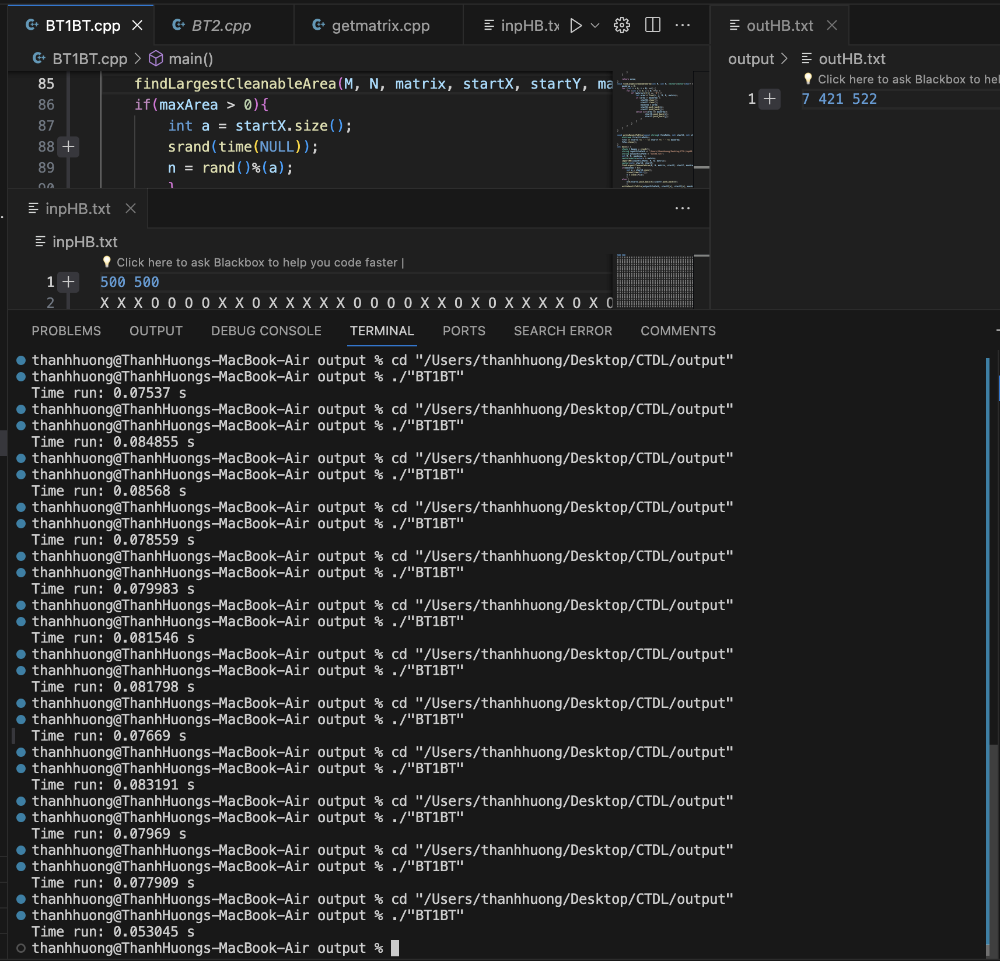 BT1BT.cpp
BT2.cpp
getmatrix.cpp
inpHB.tx
outHB.txt
BT1BT.cpp > main()
output > outHB.txt
85 findLargestCleanableArea(M, N, matrix, startX, startY, ma
86 if(maxArea > 0){
87 int a = startX.size();
88 srand(time(NULL));
89 n = rand()%(a);
90 }
Click here to ask Blackbox to hel
1 7 421 522
inpHB.txt
inpHB.txt
Click here to ask Blackbox to help you code faster |
1 500 500
2 X X X O O O O X X O X X X X X O O O O X X O X O X X X X O X O
PROBLEMS OUTPUT DEBUG CONSOLE TERMINAL PORTS SEARCH ERROR COMMENTS
thanhhuong@ThanhHuongs-MacBook-Air output % cd "/Users/thanhhuong/Desktop/CTDL/output"
thanhhuong@ThanhHuongs-MacBook-Air output % ./"BT1BT"
Time run: 0.07537 s
thanhhuong@ThanhHuongs-MacBook-Air output % cd "/Users/thanhhuong/Desktop/CTDL/output"
thanhhuong@ThanhHuongs-MacBook-Air output % ./"BT1BT"
Time run: 0.084855 s
thanhhuong@ThanhHuongs-MacBook-Air output % cd "/Users/thanhhuong/Desktop/CTDL/output"
thanhhuong@ThanhHuongs-MacBook-Air output % ./"BT1BT"
Time run: 0.08568 s
thanhhuong@ThanhHuongs-MacBook-Air output % cd "/Users/thanhhuong/Desktop/CTDL/output"
thanhhuong@ThanhHuongs-MacBook-Air output % ./"BT1BT"
Time run: 0.078559 s
thanhhuong@ThanhHuongs-MacBook-Air output % cd "/Users/thanhhuong/Desktop/CTDL/output"
thanhhuong@ThanhHuongs-MacBook-Air output % ./"BT1BT"
Time run: 0.079983 s
thanhhuong@ThanhHuongs-MacBook-Air output % cd "/Users/thanhhuong/Desktop/CTDL/output"
thanhhuong@ThanhHuongs-MacBook-Air output % ./"BT1BT"
Time run: 0.081546 s
thanhhuong@ThanhHuongs-MacBook-Air output % cd "/Users/thanhhuong/Desktop/CTDL/output"
thanhhuong@ThanhHuongs-MacBook-Air output % ./"BT1BT"
Time run: 0.081798 s
thanhhuong@ThanhHuongs-MacBook-Air output % cd "/Users/thanhhuong/Desktop/CTDL/output"
thanhhuong@ThanhHuongs-MacBook-Air output % ./"BT1BT"
Time run: 0.07669 s
thanhhuong@ThanhHuongs-MacBook-Air output % cd "/Users/thanhhuong/Desktop/CTDL/output"
thanhhuong@ThanhHuongs-MacBook-Air output % ./"BT1BT"
Time run: 0.083191 s
thanhhuong@ThanhHuongs-MacBook-Air output % cd "/Users/thanhhuong/Desktop/CTDL/output"
thanhhuong@ThanhHuongs-MacBook-Air output % ./"BT1BT"
Time run: 0.07969 s
thanhhuong@ThanhHuongs-MacBook-Air output % cd "/Users/thanhhuong/Desktop/CTDL/output"
thanhhuong@ThanhHuongs-MacBook-Air output % ./"BT1BT"
Time run: 0.077909 s
thanhhuong@ThanhHuongs-MacBook-Air output % cd "/Users/thanhhuong/Desktop/CTDL/output"
thanhhuong@ThanhHuongs-MacBook-Air output % ./"BT1BT"
Time run: 0.053045 s
thanhhuong@ThanhHuongs-MacBook-Air output %